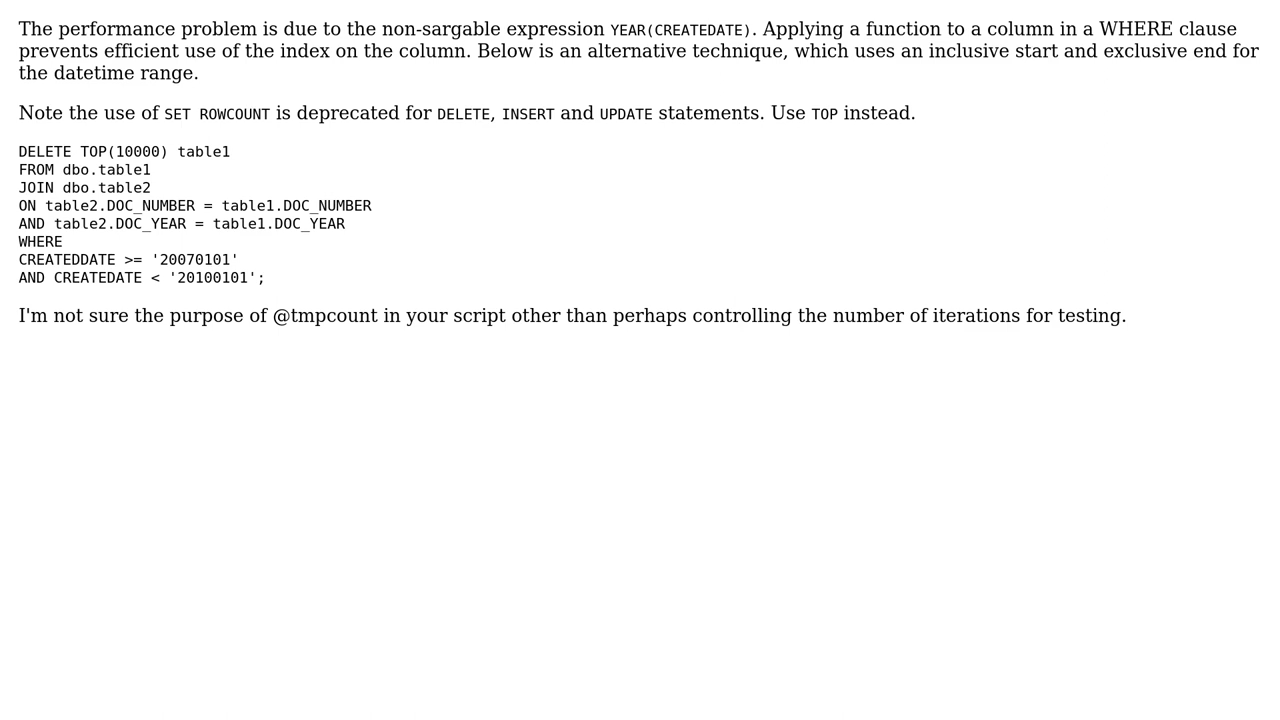 The performance problem is due to the non-sargable expression YEAR(CREATEDATE). Applying a function to a column in a WHERE clause
prevents efficient use of the index on the column. Below is an alternative technique, which uses an inclusive start and exclusive end for
the datetime range.
Note the use of SET ROWCOUNT is deprecated for DELETE, INSERT and UPDATE statements. Use TOP instead.
DELETE TOP(10000) table1
FROM dbo.table1
JOIN dbo.table2
ON table2.DOC_NUMBER = table1.DOC_NUMBER
AND table2.DOC_YEAR = table1.DOC_YEAR
WHERE
CREATEDDATE >= '20070101'
AND CREATEDATE < '20100101';
I'm not sure the purpose of @tmpcount in your script other than perhaps controlling the number of iterations for testing.